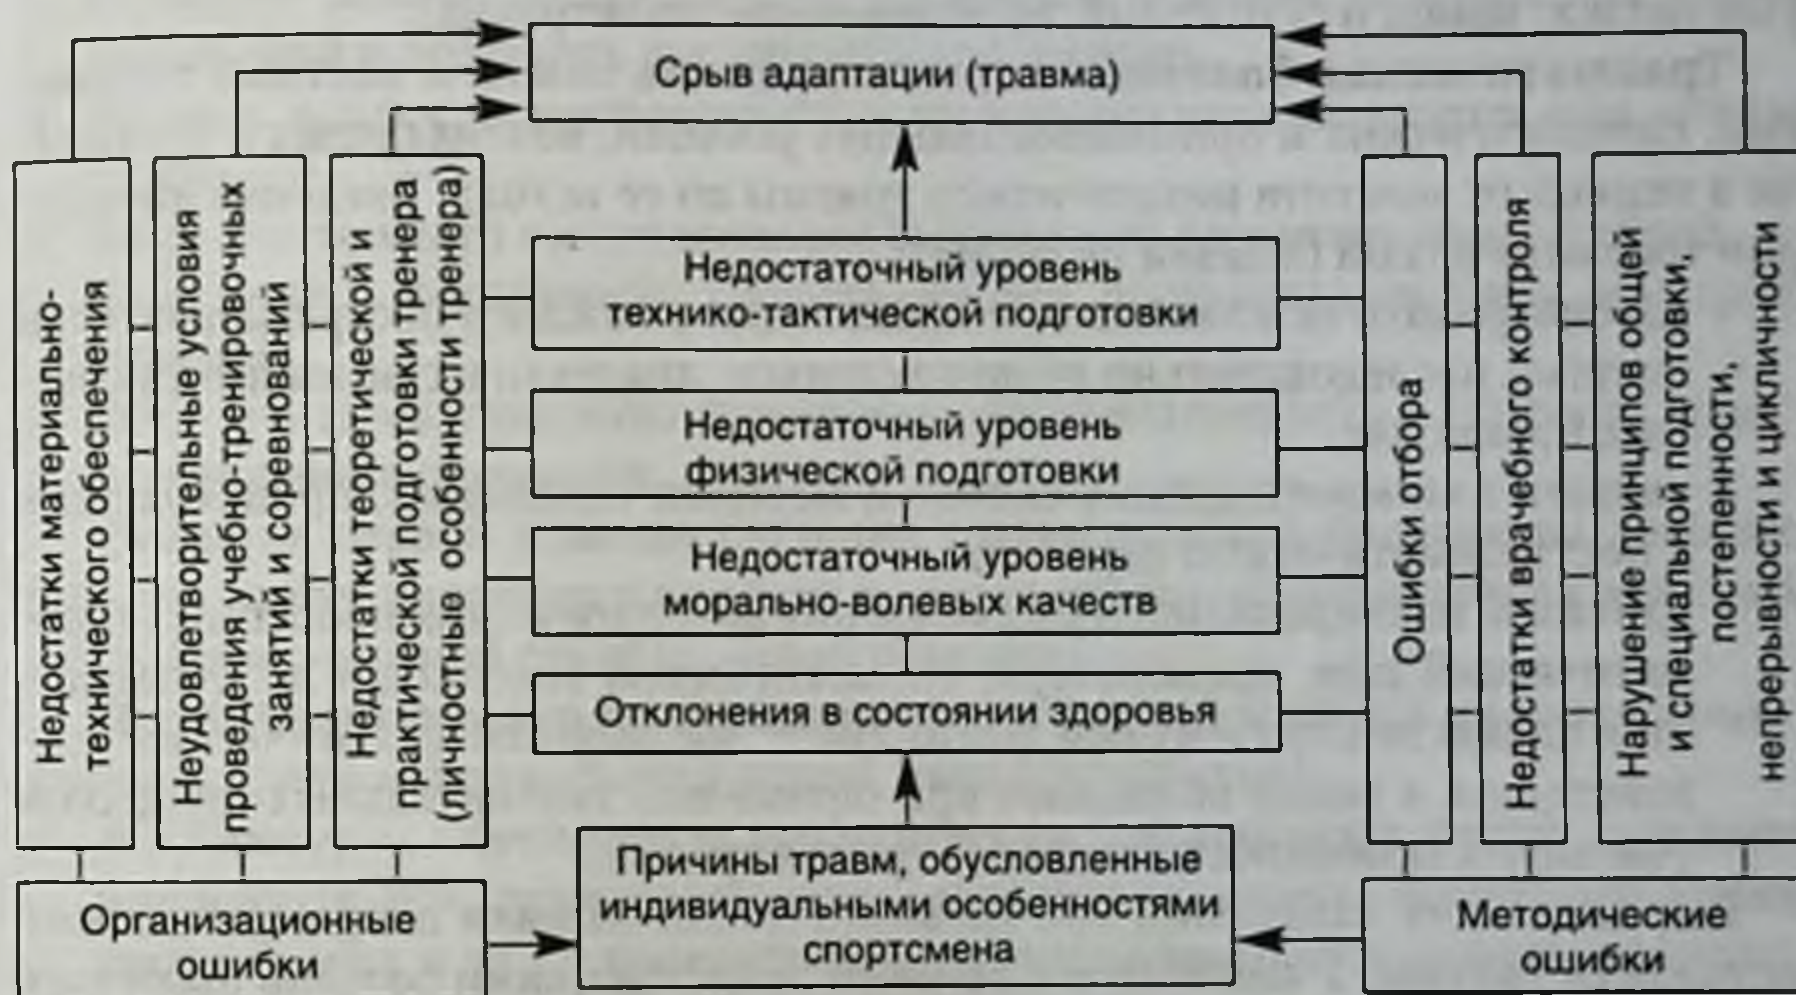 Срыв адаптации (травма)
Недостатки материально-
технического обеспечения
Неудовлетворительные условия
проведения учебно-тренировочных
занятий и соревнований
Недостатки теоретической и
практической подготовки тренера
(личностные особенности тренера)
Недостаточный уровень
технико-тактической подготовки
Недостаточный уровень
физической подготовки
Недостаточный уровень
морально-волевых качеств
Отклонения в состоянии здоровья
Ошибки отбора
Недостатки врачебного контроля
Нарушение принципов общей
и специальной подготовки,
постепенности,
непрерывности и цикличности
Организационные
ошибки
Причины травм, обусловленные
индивидуальными особенностями
спортсмена
Методические
ошибки